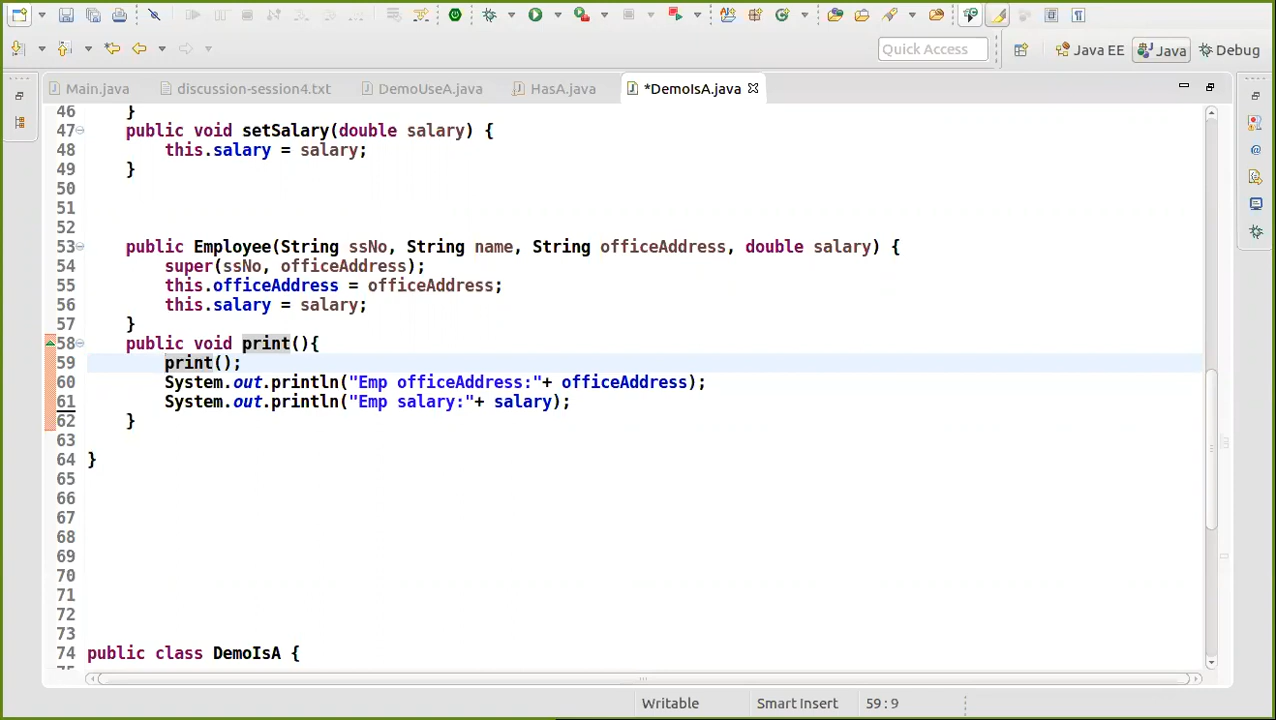 Quick Access
Java EE
Java
Debug
Main.java
discussion-session4.txt
DemoUseA.java
HasA.java
*DemoIsA.java
46 }
47 public void setSalary(double salary) {
48 this.salary = salary;
49 }
50
51
52
53 public Employee(String ssNo, String name, String officeAddress, double salary) {
54 super(ssNo, officeAddress);
55 this.officeAddress = officeAddress;
56 this.salary = salary;
57 }
58 public void print(){
59 print();
60 System.out.println("Emp officeAddress:"+ officeAddress);
61 System.out.println("Emp salary:"+ salary);
62 }
63
64 }
65
66
67
68
69
70
71
72
73
74 public class DemoIsA {
75
Writable
Smart Insert
59 : 9